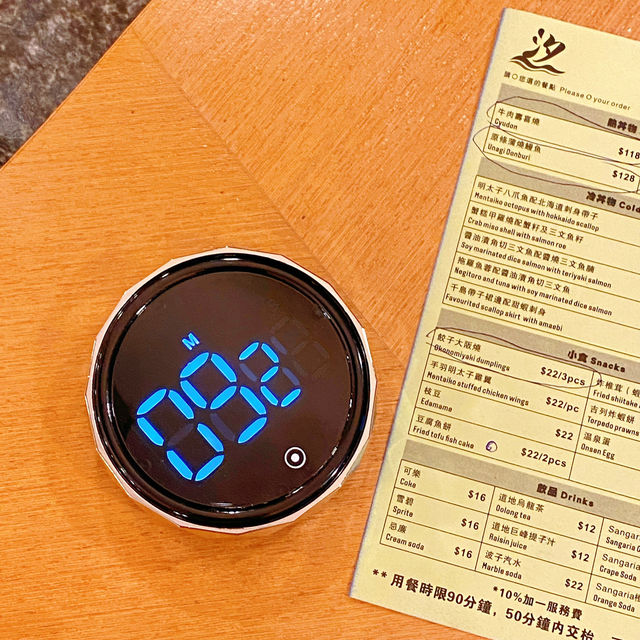 M
汐
請○您選的餐點 Please O your order
牛肉壽喜燒
Gyudon
$118
原條蒲燒鰻魚
Unagi Donburi
$128
冷丼物 Cold
明太子八爪魚配北海道刺身帶子
Mentaiko octopus with hokkaido scallop
蟹糕甲羅燒配蟹籽及三文魚籽
Crab miso shell with salmon roe
醬油漬角切三文魚配醬燒三文魚腩
Soy marinated dice salmon with teriyaki salmon
拖羅魚蓉配醬油漬角切三文魚
Negitoro and tuna with soy marinated dice salmon
千鳥帶子裙邊配甜蝦刺身
Favourited scallop skirt with amaebi
小食 Snacks
餃子大阪燒
Okonomiyaki dumplings
$22/3pcs
手羽明太子雞翼
Mentaiko stuffed chicken wings
$22/pc
枝豆
Edamame
$22
豆腐魚餅
Fried tofu fish cake
$22/2pcs
炸椎茸
Fried shiitake
吉列炸蝦餅
Torpedo prawns
溫泉蛋
Onsen Egg
飲品 Drinks
可樂
Coke
$16
雪碧
Sprite
$16
忌廉
Cream soda
$16
道地烏龍茶
Oolong tea
$12
道地巨峰提子汁
Raisin juice
$12
波子汽水
Marble soda
$22
Sangaria
Sangaria
Grape Soda
Sangaria
Orange Soda
*10%加一服務費
** 用餐時限90分鐘，50分鐘內交枱